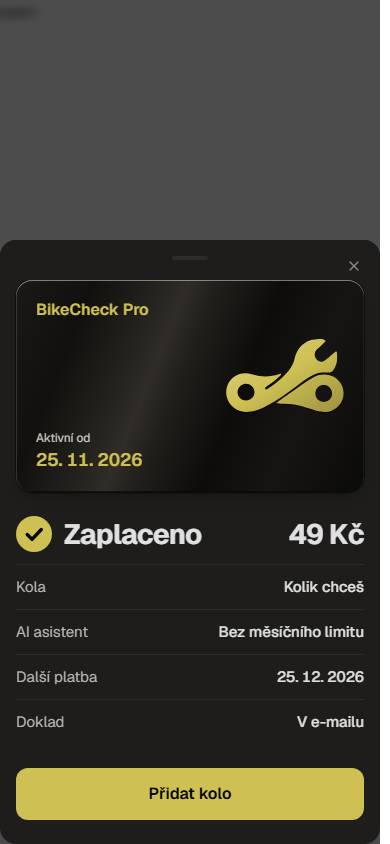 BikeCheck Pro
Aktivní od
25. 11. 2026
Zaplaceno 49 Kč
Kola Kolik chceš
AI asistent Bez měsíčního limitu
Další platba 25. 12. 2026
Doklad V e-mailu
Přidat kolo